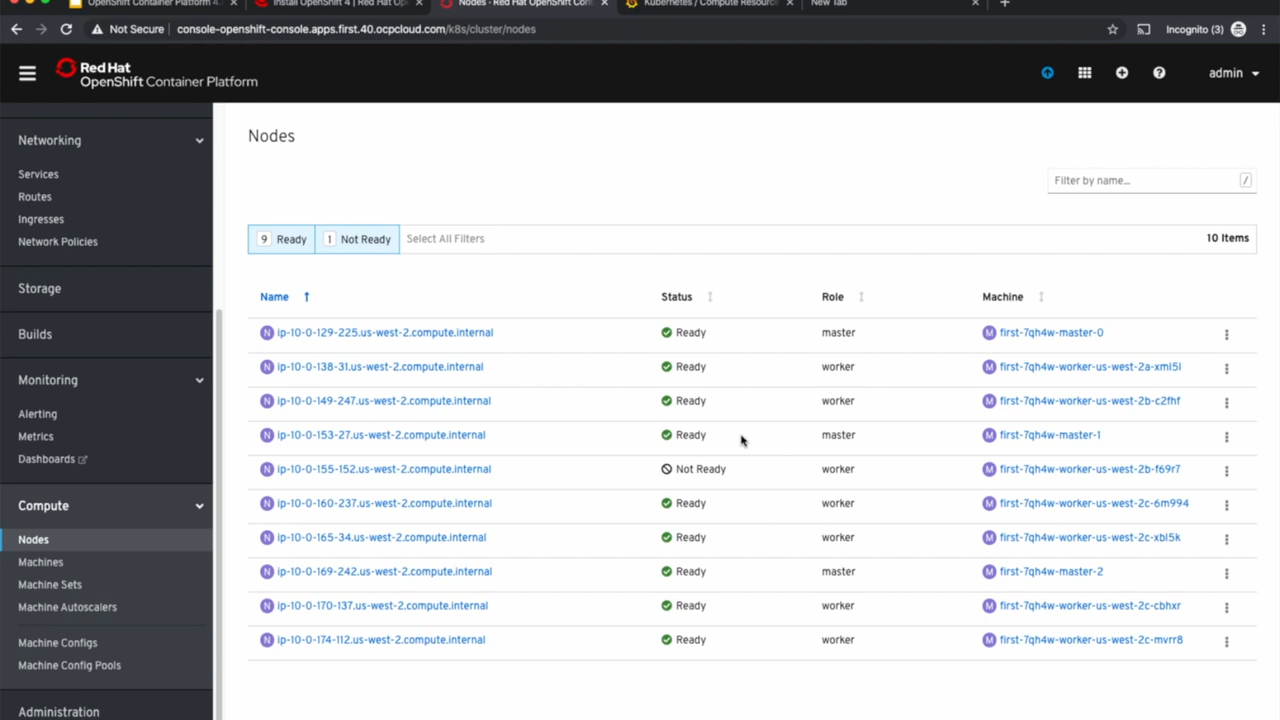 OpenShift Container Platform 4.
Install OpenShift 4 | Red Hat Op
Nodes · Red Hat OpenShift Cont
Kubernetes / Compute Resource
New Tab
Not Secure
console-openshift-console.apps.first.40.ocpcloud.com/k8s/cluster/nodes
Incognito (3)
Red Hat
OpenShift Container Platform
admin
Networking
Services
Routes
Ingresses
Network Policies
Storage
Builds
Monitoring
Alerting
Metrics
Dashboards
Compute
Nodes
Machines
Machine Sets
Machine Autoscalers
Machine Configs
Machine Config Pools
Administration
Nodes
Filter by name... /
9 Ready 1 Not Ready Select All Filters 10 Items
Name Status Role Machine
N ip-10-0-129-225.us-west-2.compute.internal Ready master M first-7qh4w-master-0
N ip-10-0-138-31.us-west-2.compute.internal Ready worker M first-7qh4w-worker-us-west-2a-xml5l
N ip-10-0-149-247.us-west-2.compute.internal Ready worker M first-7qh4w-worker-us-west-2b-c2fhf
N ip-10-0-153-27.us-west-2.compute.internal Ready master M first-7qh4w-master-1
N ip-10-0-155-152.us-west-2.compute.internal Not Ready worker M first-7qh4w-worker-us-west-2b-f69r7
N ip-10-0-160-237.us-west-2.compute.internal Ready worker M first-7qh4w-worker-us-west-2c-6m994
N ip-10-0-165-34.us-west-2.compute.internal Ready worker M first-7qh4w-worker-us-west-2c-xbl5k
N ip-10-0-169-242.us-west-2.compute.internal Ready master M first-7qh4w-master-2
N ip-10-0-170-137.us-west-2.compute.internal Ready worker M first-7qh4w-worker-us-west-2c-cbhxr
N ip-10-0-174-112.us-west-2.compute.internal Ready worker M first-7qh4w-worker-us-west-2c-mvrr8